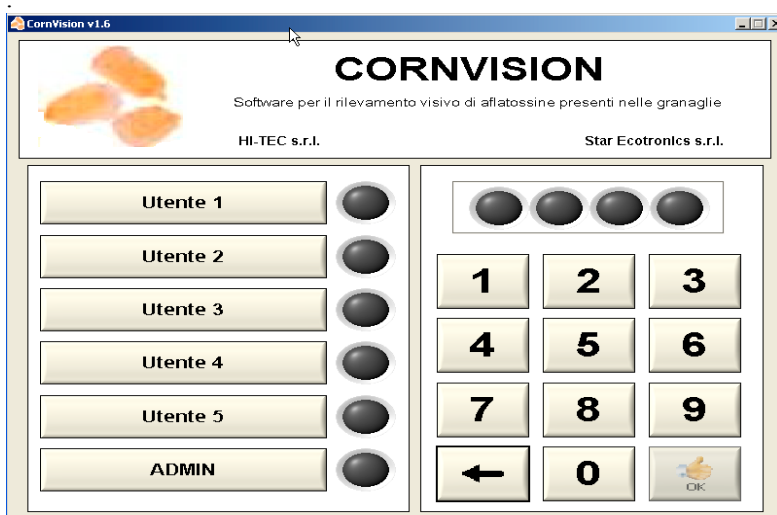 .
CornVision v1.6
CORNVISION
Software per il rilevamento visivo di aflatossine presenti nelle granaglie
HI-TEC s.r.l. Star Ecotronics s.r.l.
Utente 1
Utente 2
Utente 3
Utente 4
Utente 5
ADMIN
1 2 3
4 5 6
7 8 9
0 OK